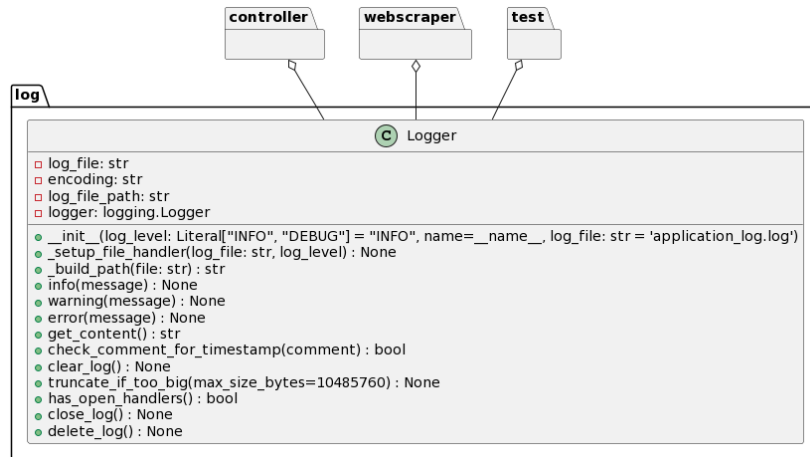 controller
webscraper
test
log
C Logger
log_file: str
encoding: str
log_file_path: str
logger: logging.Logger
__init__(log_level: Literal["INFO", "DEBUG"] = "INFO", name=__name__, log_file: str = 'application_log.log')
_setup_file_handler(log_file: str, log_level) : None
_build_path(file: str) : str
info(message) : None
warning(message) : None
error(message) : None
get_content() : str
check_comment_for_timestamp(comment) : bool
clear_log() : None
truncate_if_too_big(max_size_bytes=10485760) : None
has_open_handlers() : bool
close_log() : None
delete_log() : None